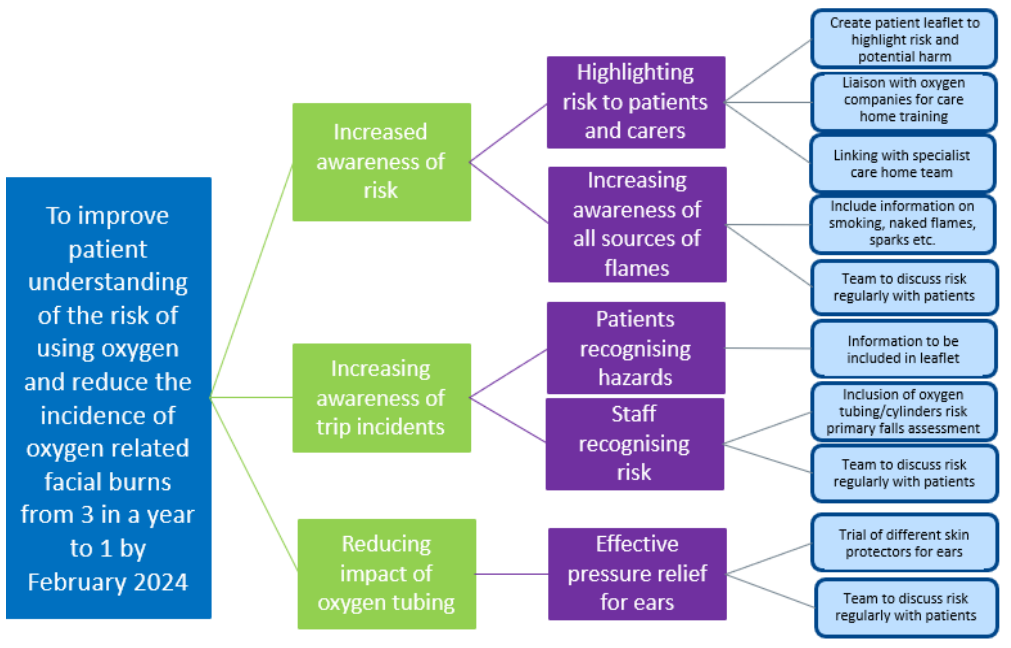 To improve
patient
understanding
of the risk of
using oxygen
and reduce the
incidence of
oxygen related
facial burns
from 3 in a year
to 1 by
February 2024
Increased
awareness of
risk
Highlighting
risk to patients
and carers
Create patient leaflet to
highlight risk and
potential harm
Liaison with oxygen
companies for care
home training
Linking with specialist
care home team
Increasing
awareness of
all sources of
flames
Include information on
smoking, naked flames,
sparks etc.
Team to discuss risk
regularly with patients
Increasing
awareness of
trip incidents
Patients
recognising
hazards
Information to be
included in leaflet
Staff
recognising
risk
Inclusion of oxygen
tubing/cylinders risk
primary falls assessment
Team to discuss risk
regularly with patients
Reducing
impact of
oxygen tubing
Effective
pressure relief
for ears
Trial of different skin
protectors for ears
Team to discuss risk
regularly with patients